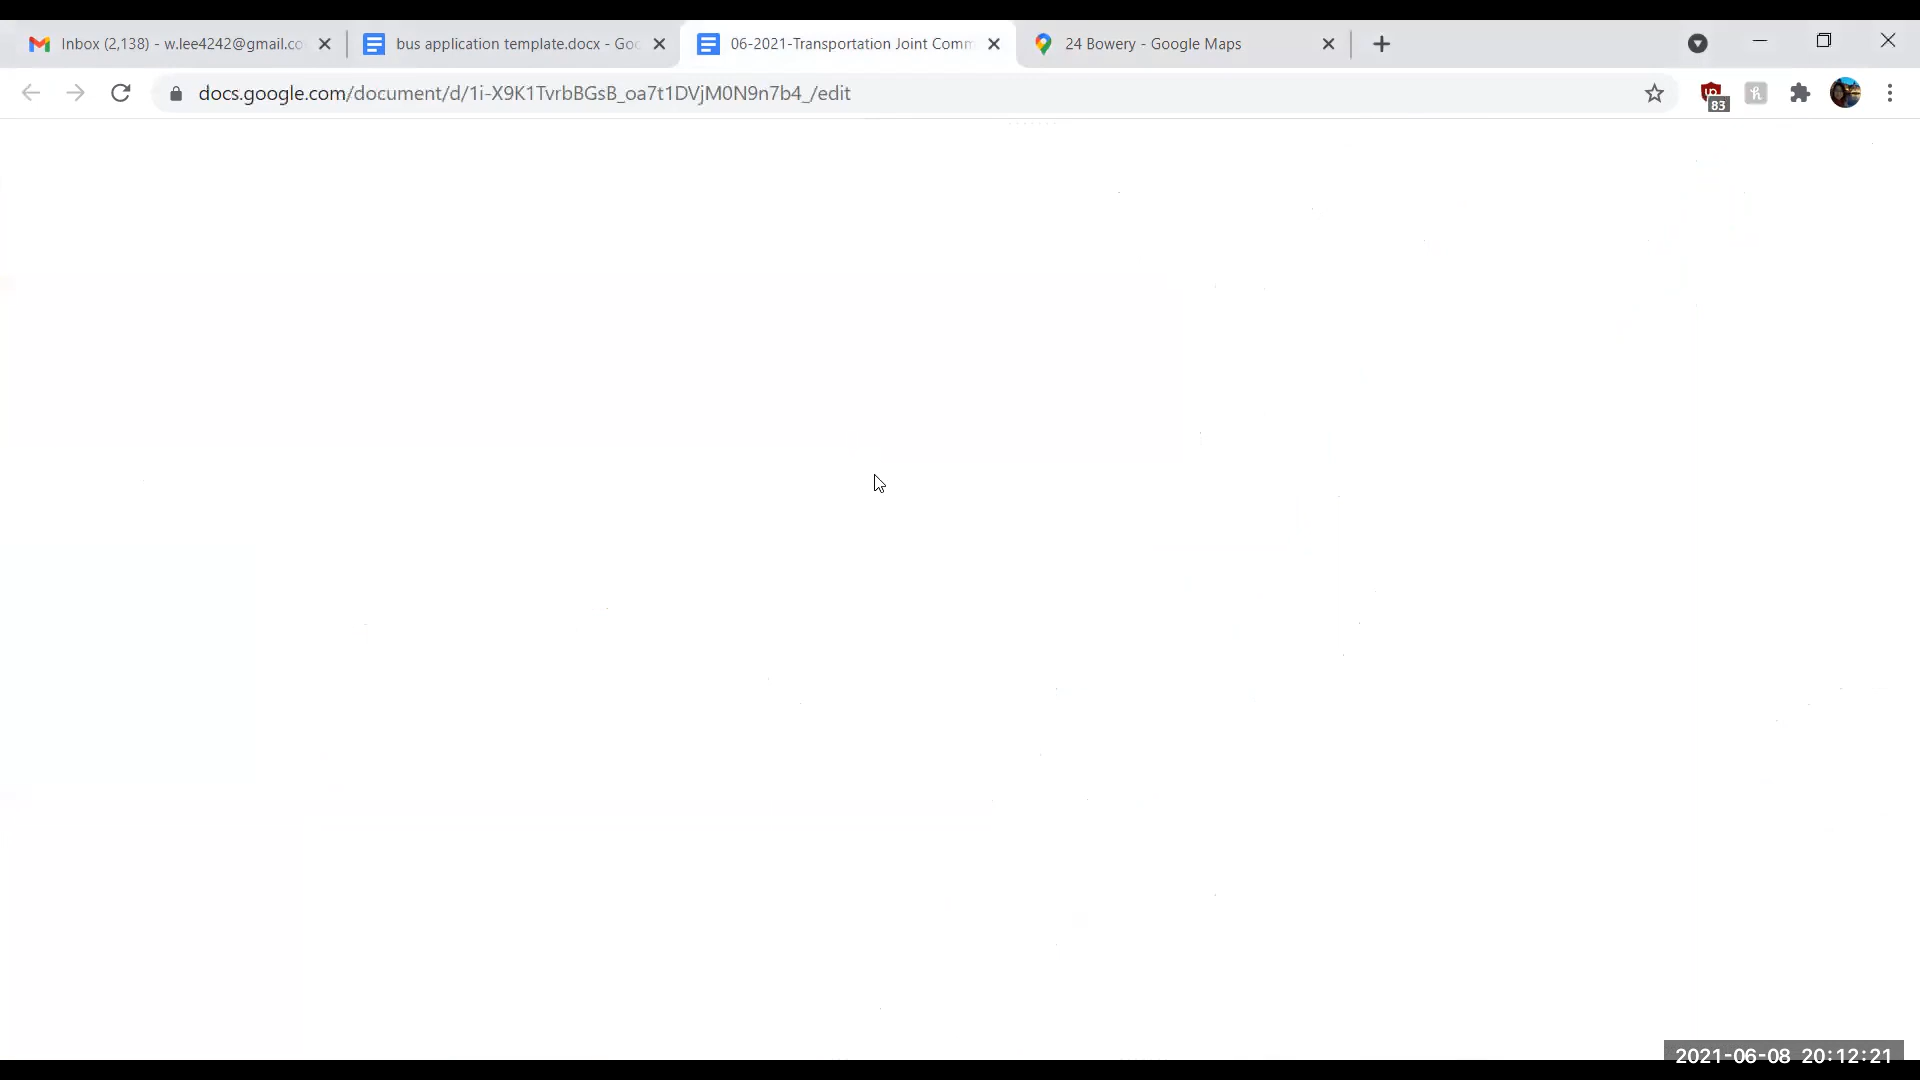 Inbox (2,138) - w.lee4242@gmail.co
bus application template.docx - Goo
06-2021-Transportation Joint Comm
24 Bowery - Google Maps
docs.google.com/document/d/1i-X9K1TvrbBGsB_oa7t1DVjM0N9n7b4_/edit
83
2021-06-08 20:12:21